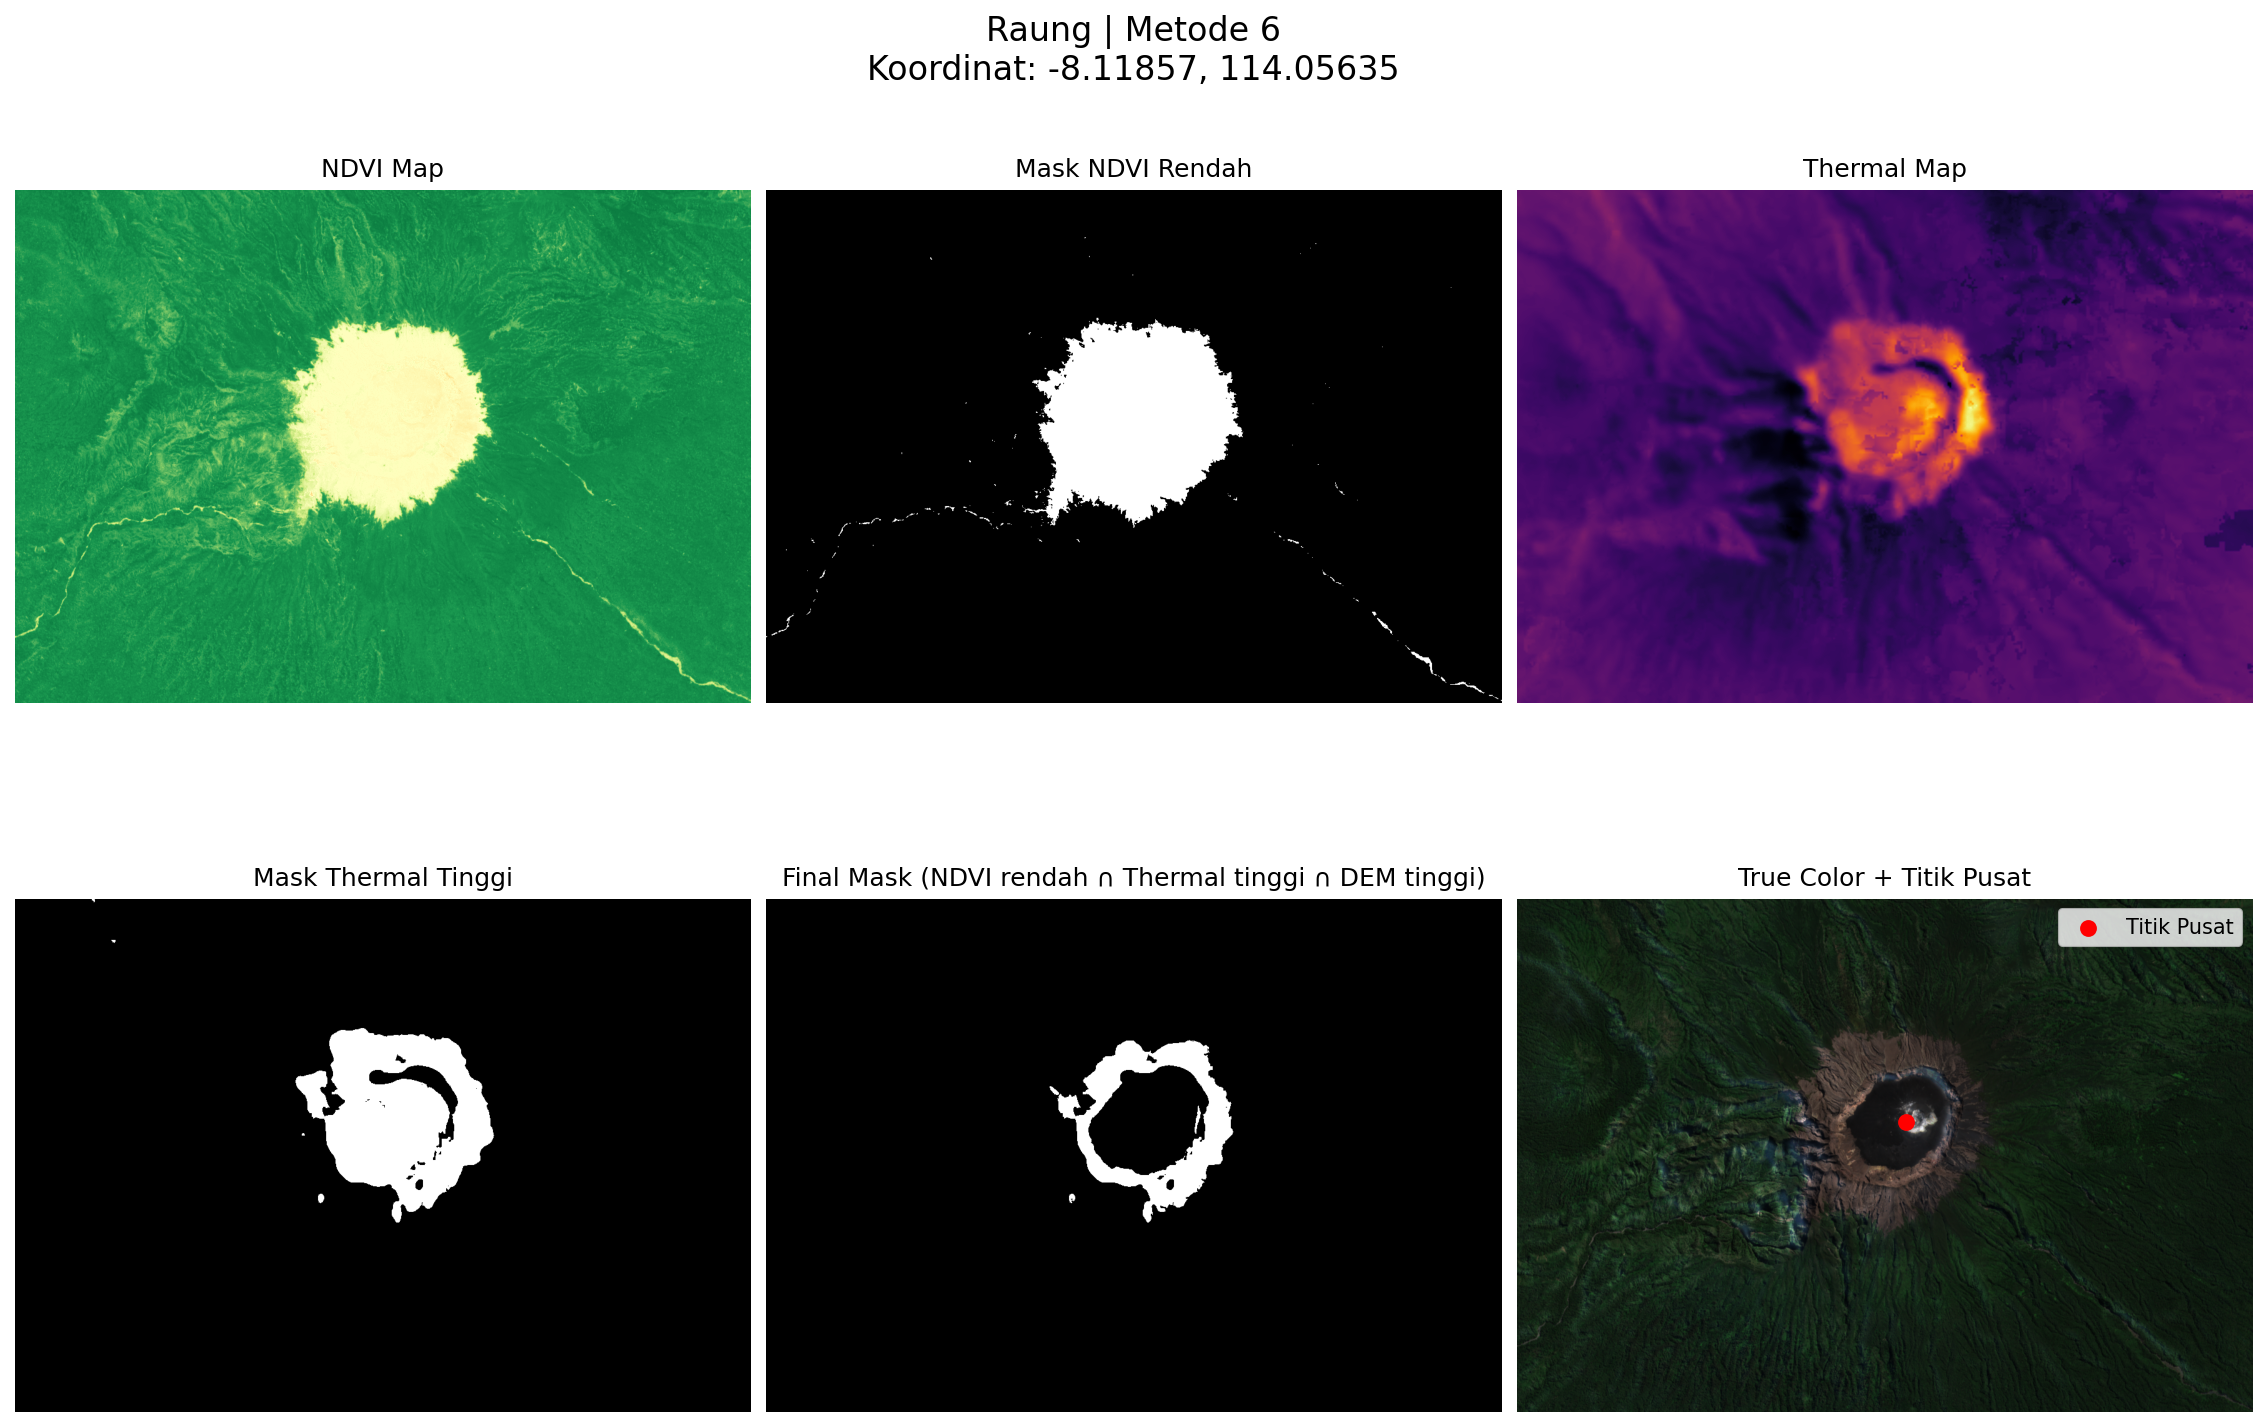 Raung | Metode 6
Koordinat: -8.11857, 114.05635
NDVI Map
Mask NDVI Rendah
Thermal Map
Mask Thermal Tinggi
Final Mask (NDVI rendah ∩ Thermal tinggi ∩ DEM tinggi)
True Color + Titik Pusat
Titik Pusat